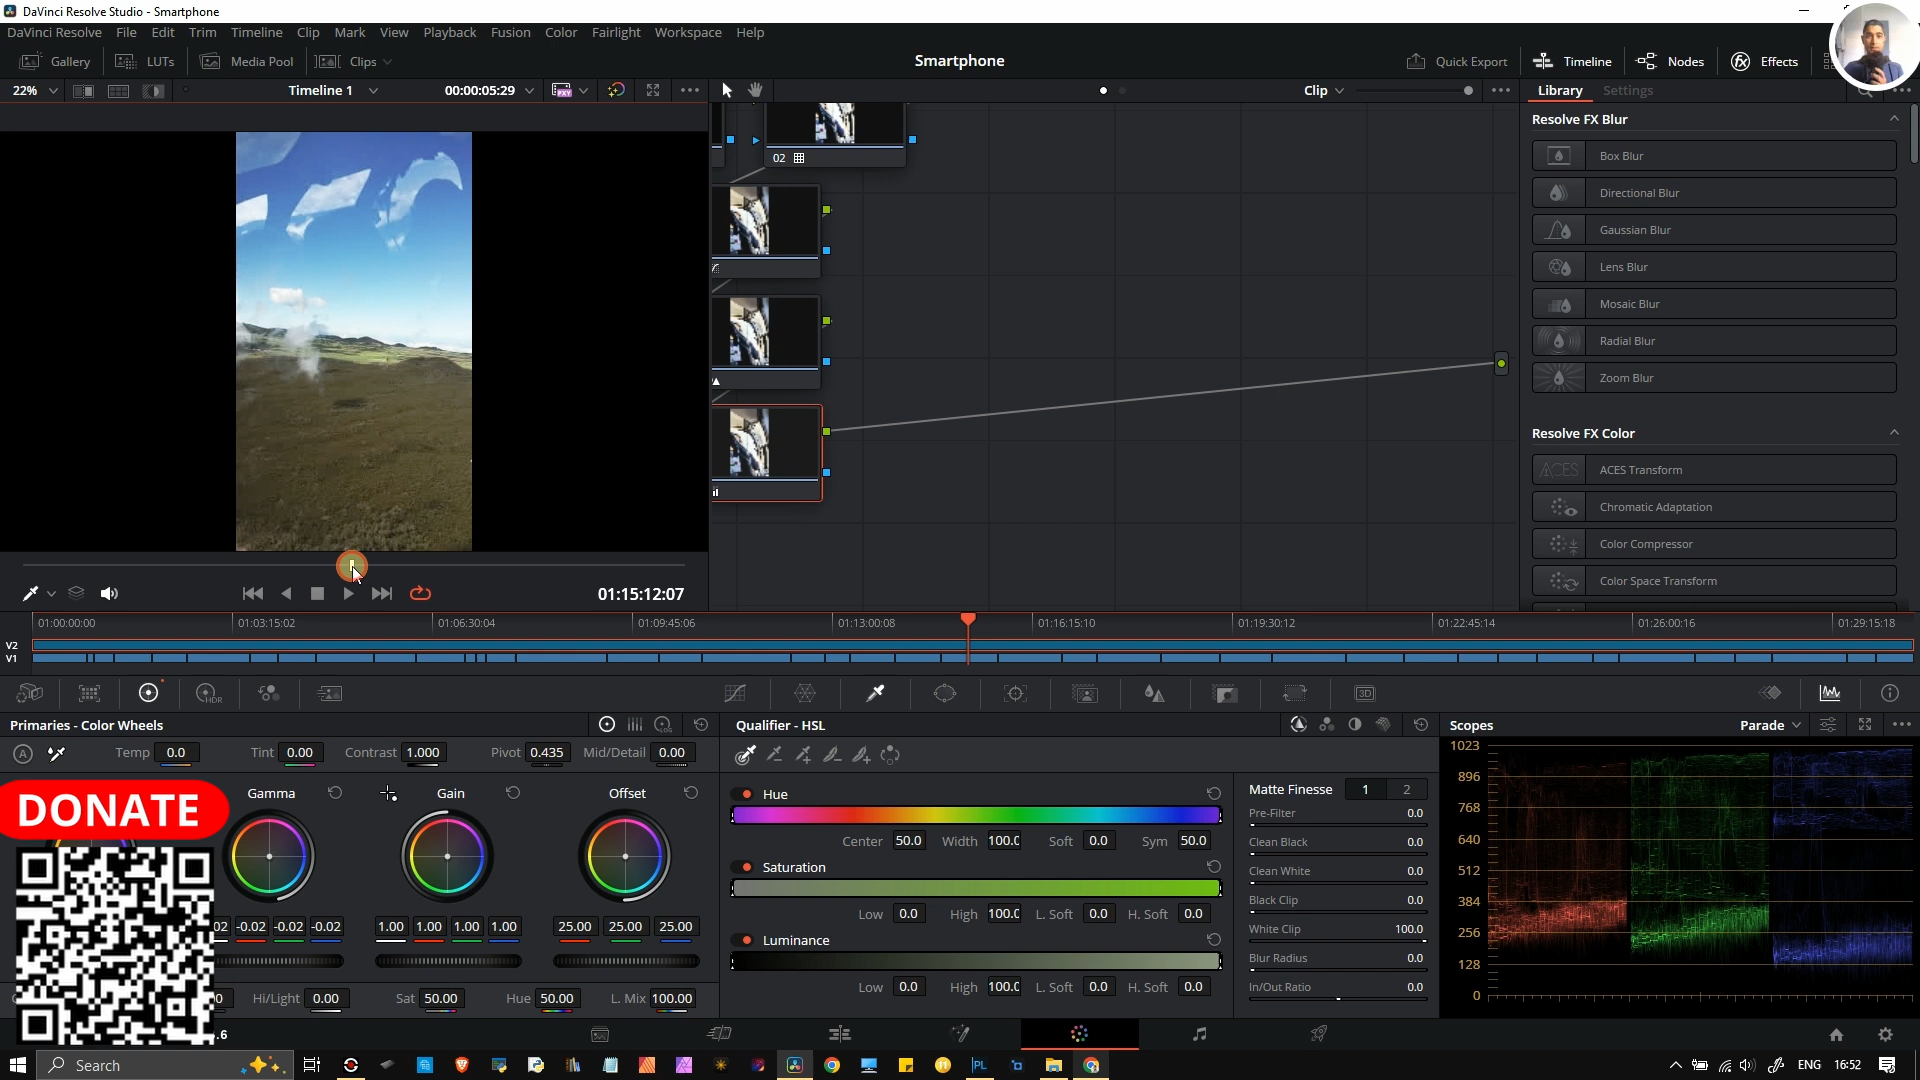 DaVinci Resolve Studio - Smartphone
DaVinci Resolve File Edit Trim Timeline Clip Mark View Playback Fusion Color Fairlight Workspace Help
Gallery LUTs Media Pool Clips Smartphone Quick Export Timeline Nodes Effects
22% Timeline 1 00:00:05:29 PXY Clip Library Settings
Resolve FX Blur
Box Blur
02
Directional Blur
Gaussian Blur
Lens Blur
Mosaic Blur
Radial Blur
Zoom Blur
Resolve FX Color
ACES ACES Transform
Chromatic Adaptation
Color Compressor
Color Space Transform
01:15:12:07
01:00:00:00 01:03:15:02 01:06:30:04 01:09:45:06 01:13:00:08 01:16:15:10 01:19:30:12 01:22:45:14 01:26:00:16 01:29:15:18
V2
V1
HDR 3D
Primaries - Color Wheels LOG Qualifier - HSL Scopes Parade
A Temp 0.0 Tint 0.00 Contrast 1.000 Pivot 0.435 Mid/Detail 0.00
Gamma Gain Offset
DONATE
02 -0.02 -0.02 -0.02 1.00 1.00 1.00 1.00 25.00 25.00 25.00
0 Hi/Light 0.00 Sat 50.00 Hue 50.00 L. Mix 100.00
Hue
Center 50.0 Width 100.0 Soft 0.0 Sym 50.0
Saturation
Low 0.0 High 100.0 L. Soft 0.0 H. Soft 0.0
Luminance
Low 0.0 High 100.0 L. Soft 0.0 H. Soft 0.0
Matte Finesse 1 2
Pre-Filter 0.0
Clean Black 0.0
Clean White 0.0
Black Clip 0.0
White Clip 100.0
Blur Radius 0.0
In/Out Ratio 0.0
1023
896
768
640
512
384
256
128
0
.6
Search PL ENG 16:52